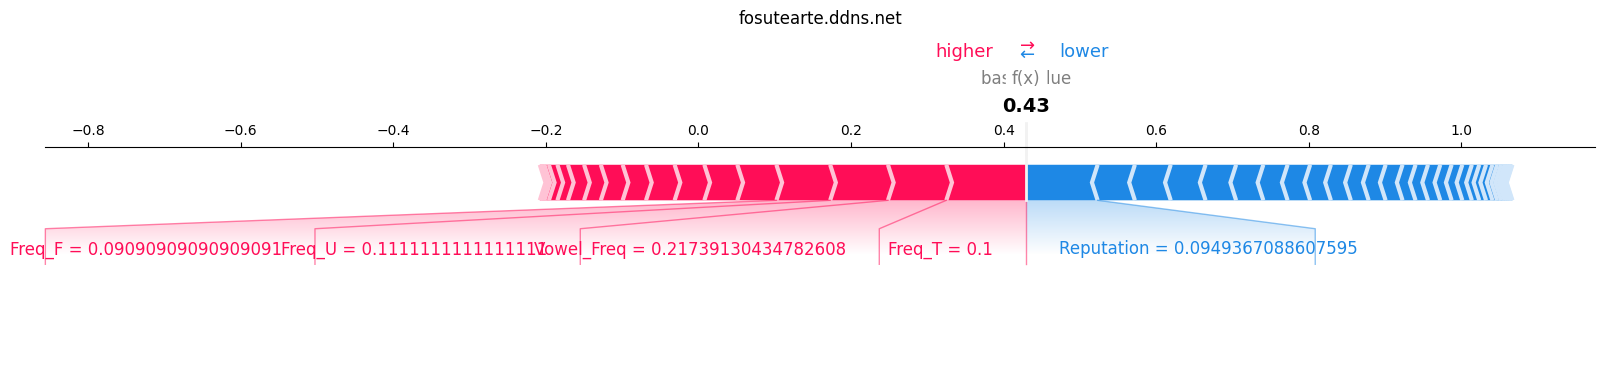 fosutearte.ddns.net
higher → ← lower
f(x) lue
0.43
−0.8 −0.6 −0.4 −0.2 0.0 0.2 0.4 0.6 0.8 1.0
Freq_F = 0.09090909090909091 Freq_U = 0.1111111111111111 Vowel_Freq = 0.21739130434782608 Freq_T = 0.1 Reputation = 0.0949367088607595